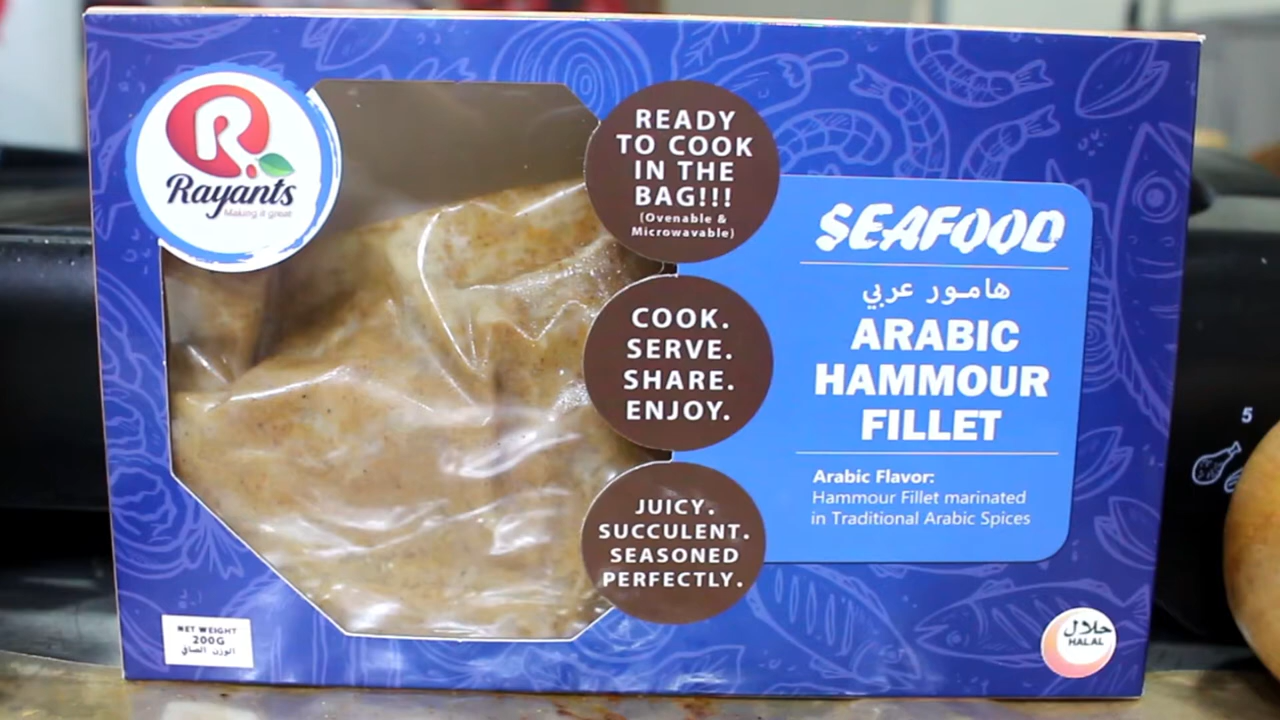 R
Rayants
Making it great
READY
TO COOK
IN THE
BAG!!!
(Ovenable &
Microwavable)
COOK.
SERVE.
SHARE.
ENJOY.
JUICY.
SUCCULENT.
SEASONED
PERFECTLY.
SEAFOOD
هامور عربي
ARABIC
HAMMOUR
FILLET
Arabic Flavor:
Hammour Fillet marinated
in Traditional Arabic Spices
NET WEIGHT
200G
الوزن الصافي
حلال
HALAL
5